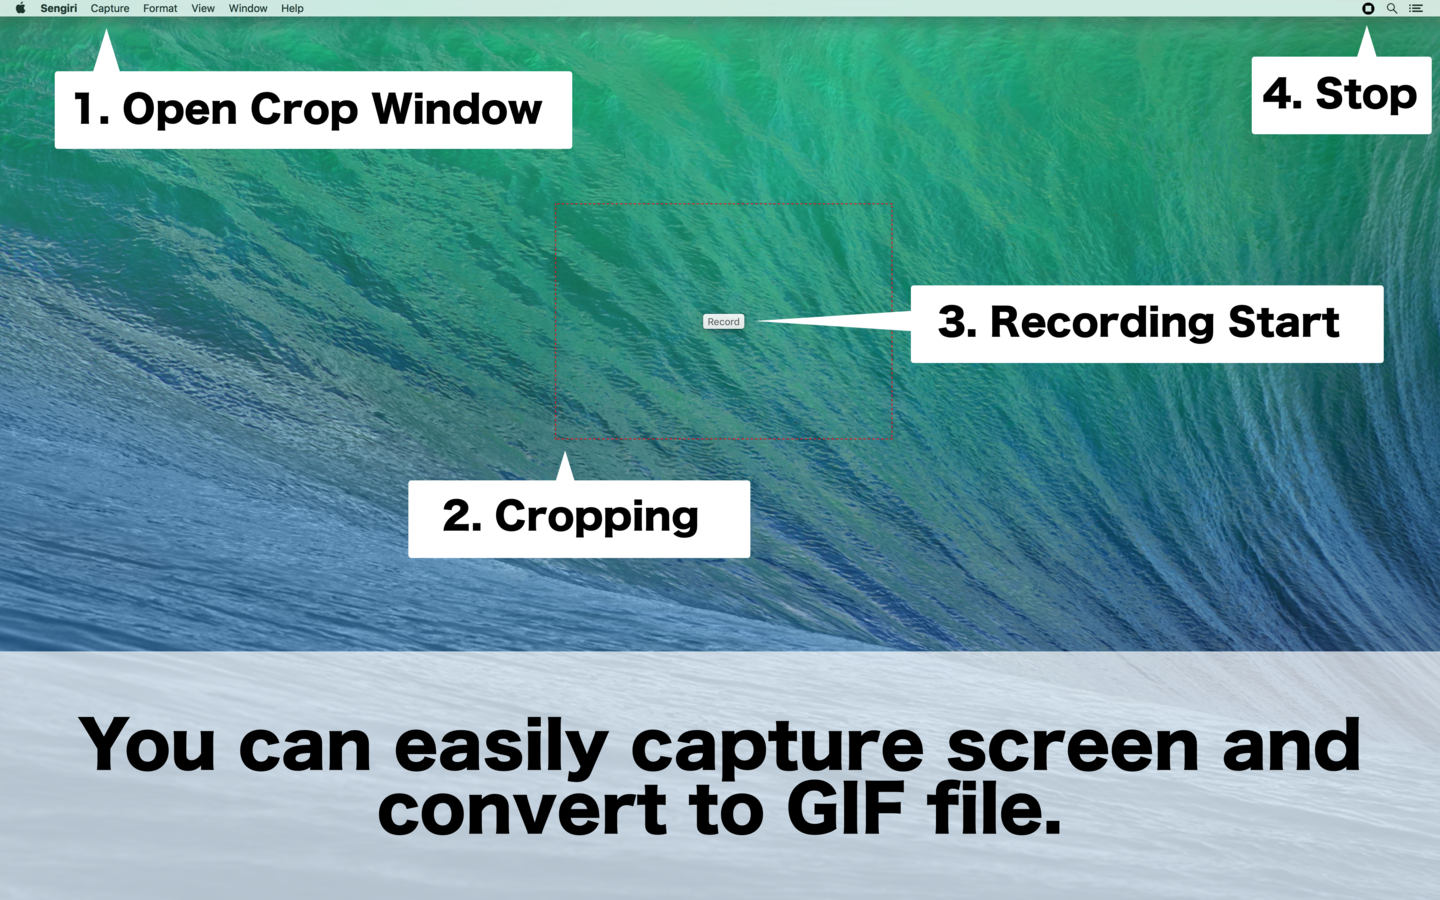 Sengiri Capture Format View Window Help
1. Open Crop Window
4. Stop
Record
3. Recording Start
2. Cropping
You can easily capture screen and
convert to GIF file.